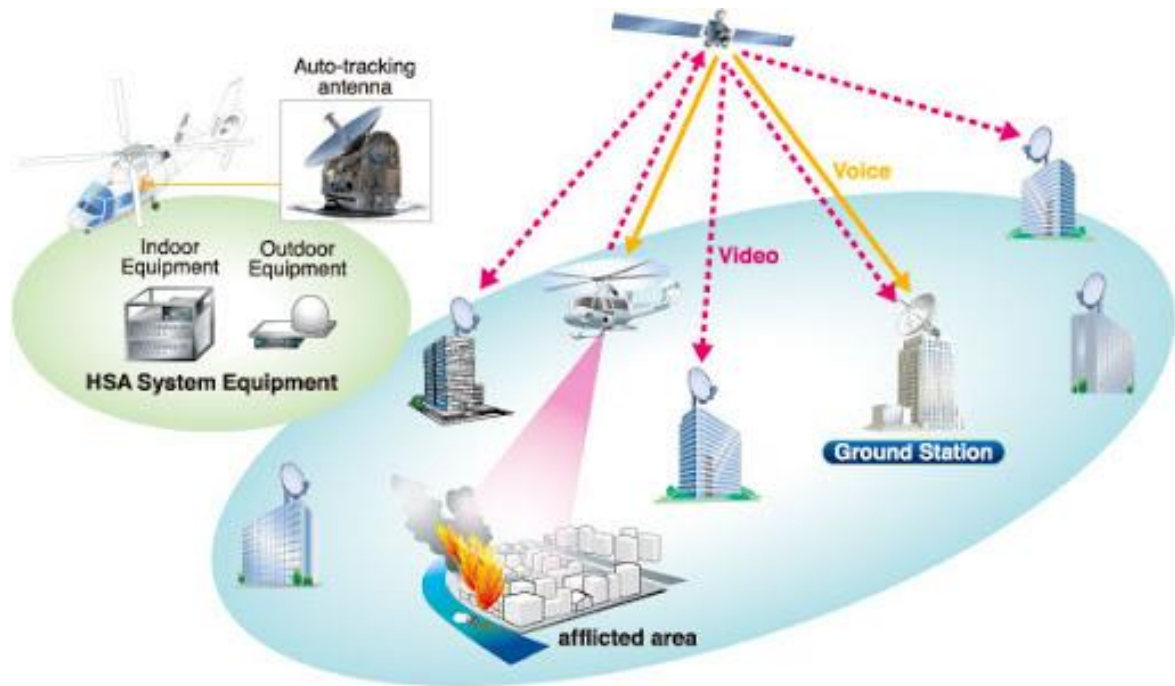 Auto-tracking
antenna
Indoor
Equipment
Outdoor
Equipment
HSA System Equipment
Voice
Video
Ground Station
afflicted area